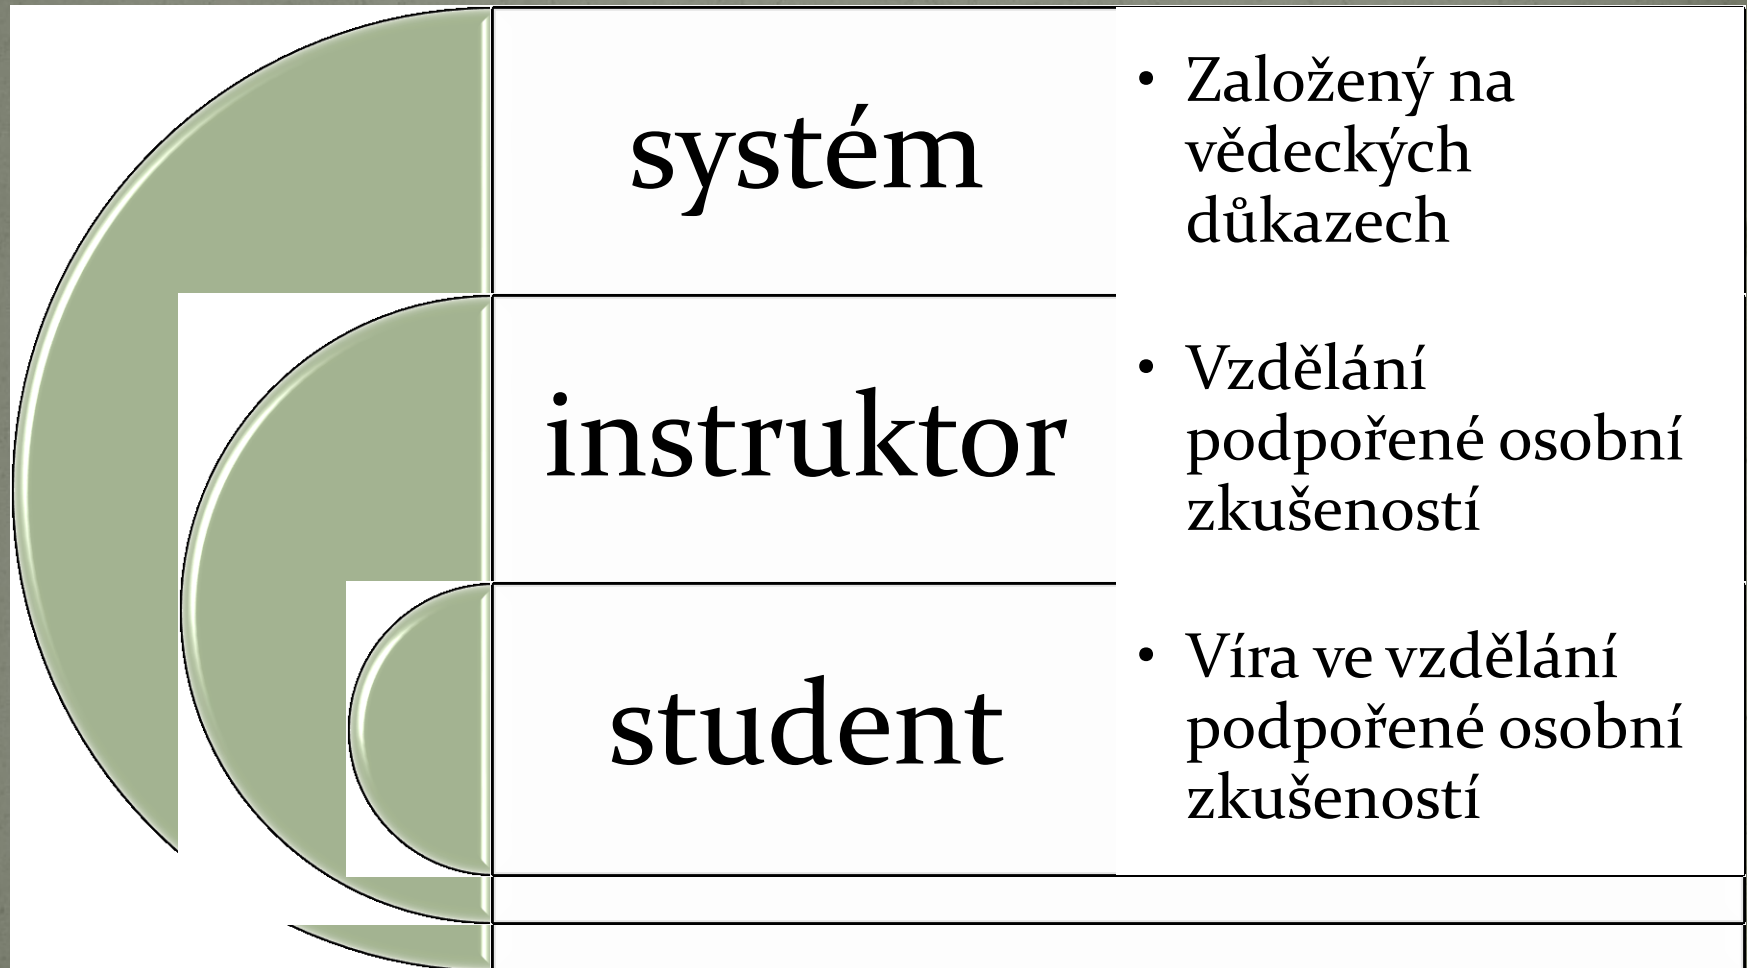 systém
• Založený na
vědeckých
důkazech
instruktor
• Vzdělání
podpořené osobní
zkušeností
student
• Víra ve vzdělání
podpořené osobní
zkušeností